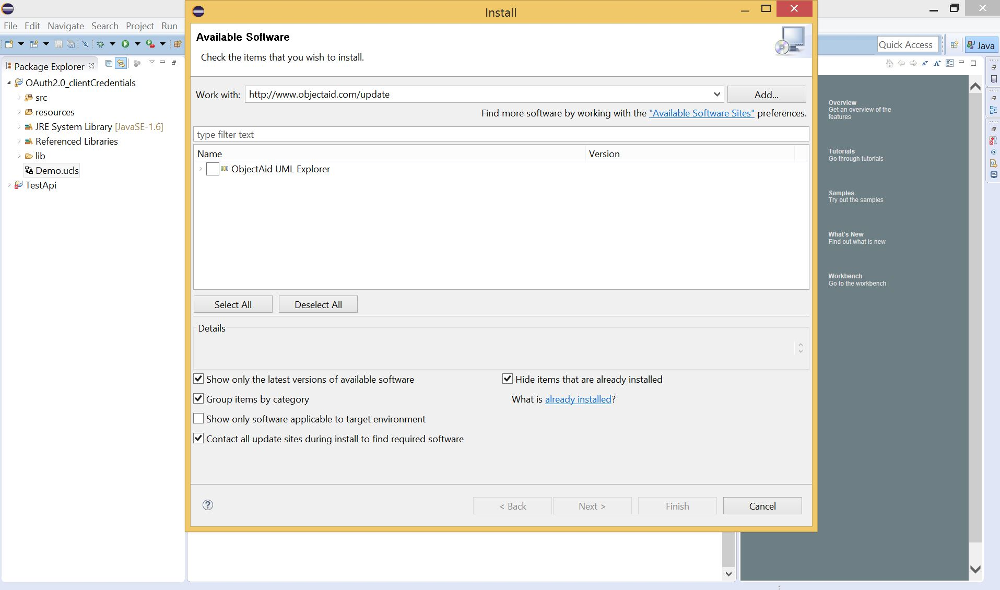 Install
File Edit Navigate Search Project Run
Quick Access
Java
Package Explorer
OAuth2.0_clientCredentials
src
resources
JRE System Library [JavaSE-1.6]
Referenced Libraries
lib
Demo.ucls
TestApi
Available Software
Check the items that you wish to install.
Work with: http://www.objectaid.com/update Add...
Find more software by working with the "Available Software Sites" preferences.
type filter text
Name Version
ObjectAid UML Explorer
Select All Deselect All
Details
Show only the latest versions of available software Hide items that are already installed
Group items by category What is already installed?
Show only software applicable to target environment
Contact all update sites during install to find required software
< Back Next > Finish Cancel
Overview
Get an overview of the
features
Tutorials
Go through tutorials
Samples
Try out the samples
What's New
Find out what is new
Workbench
Go to the workbench